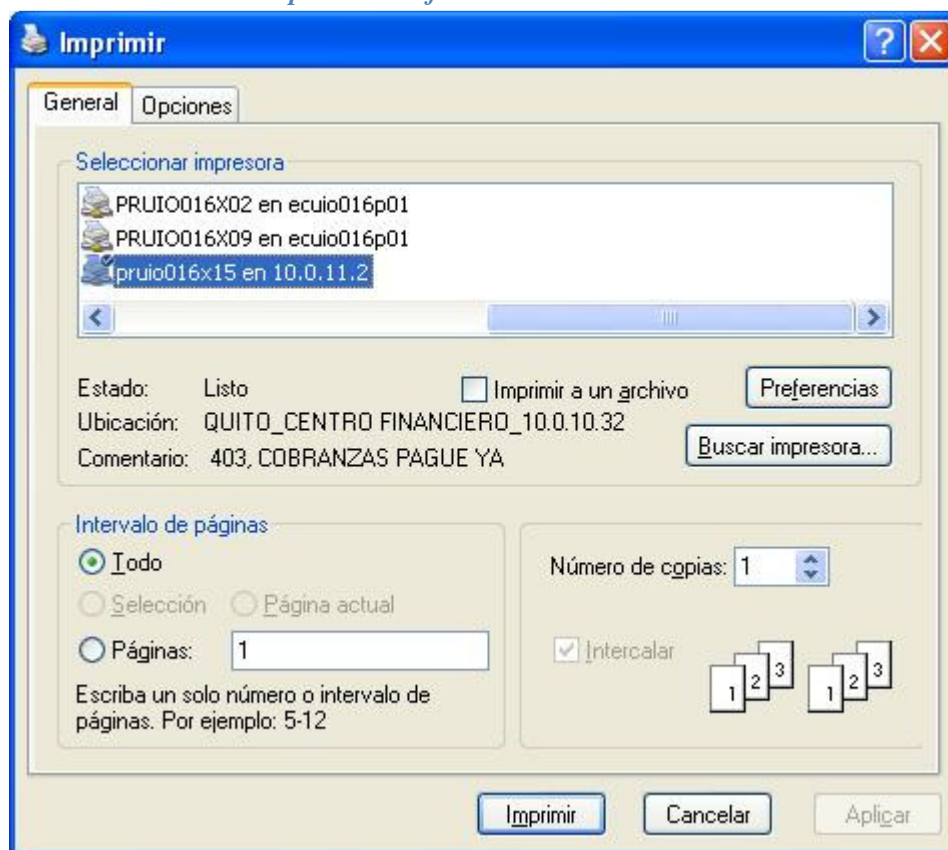 Imprimir
General Opciones
Seleccionar impresora
PRUIO016X02 en ecuio016p01
PRUIO016X09 en ecuio016p01
pruio016x15 en 10.0.11.2
Estado: Listo
Imprimir a un archivo
Preferencias
Ubicación: QUITO_CENTRO FINANCIERO_10.0.10.32
Buscar impresora...
Comentario: 403, COBRANZAS PAGUE YA
Intervalo de páginas
Todo
Selección Página actual
Páginas: 1
Escriba un solo número o intervalo de
páginas. Por ejemplo: 5-12
Número de copias: 1
Intercalar
1 2 3 1 2 3
Imprimir Cancelar Aplicar